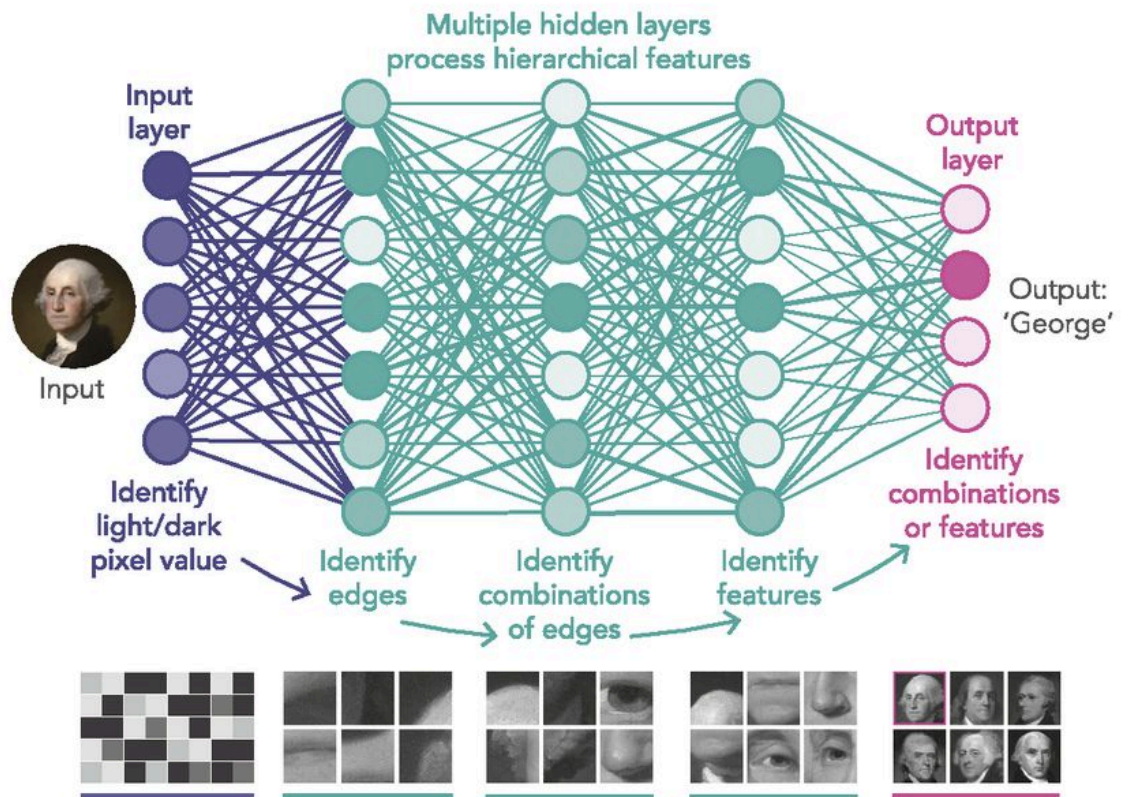 Multiple hidden layers
process hierarchical features
Input
layer
Output
layer
Input
Output:
'George'
Identify
light/dark
pixel value
Identify
edges
Identify
combinations
of edges
Identify
features
Identify
combinations
or features